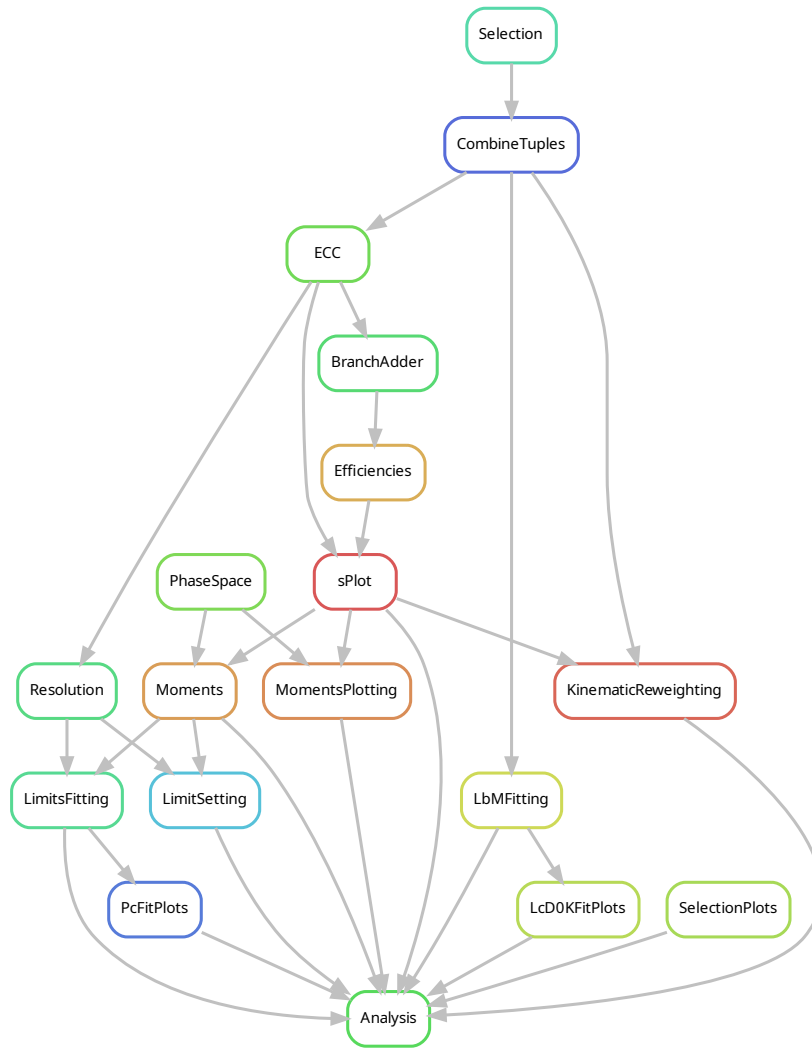 Selection
CombineTuples
ECC
BranchAdder
Efficiencies
PhaseSpace
sPlot
Resolution
Moments
MomentsPlotting
KinematicReweighting
LimitsFitting
LimitSetting
LbMFitting
PcFitPlots
LcD0KFitPlots
SelectionPlots
Analysis